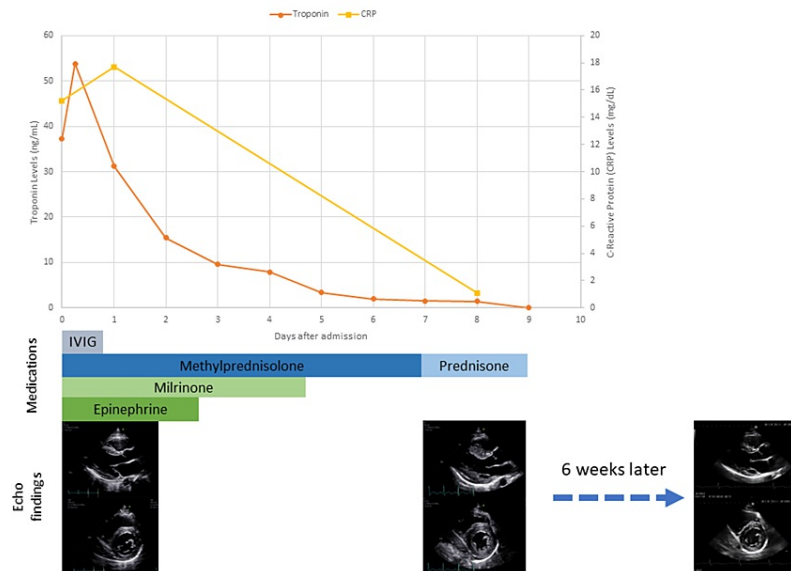 Troponin CRP
Troponin Levels (ng/mL)
60
50
40
30
20
10
0
C-Reactive Protein (CRP) Levels (mg/dL)
20
18
16
14
12
10
8
6
4
2
0
0 1 2 3 4 5 6 7 8 9 10
Days after admission
Medications
IVIG
Methylprednisolone Prednisone
Milrinone
Epinephrine
Echo
findings
6 weeks later